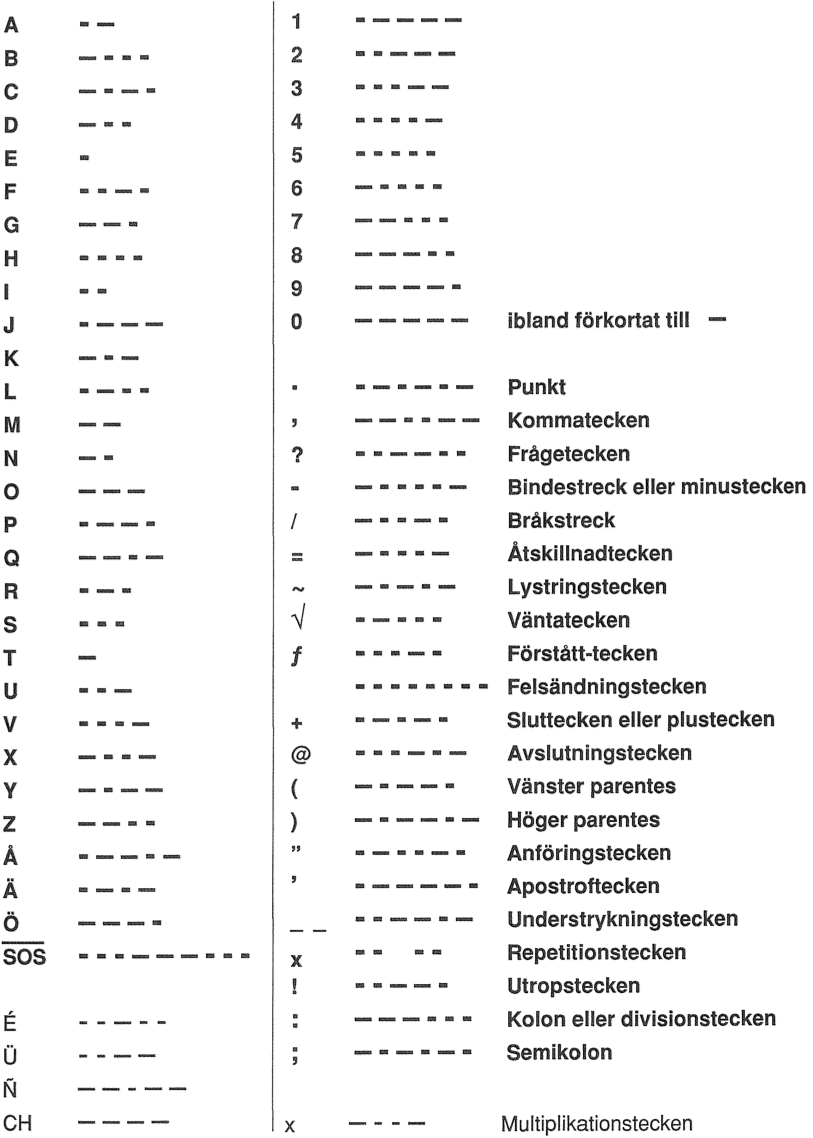 A · –
B – · · ·
C – · – ·
D – · ·
E ·
F · · – ·
G – – ·
H · · · ·
I · ·
J · – – –
K – · –
L · – · ·
M – –
N – ·
O – – –
P · – – ·
Q – – · –
R · – ·
S · · ·
T –
U · · –
V · · · –
X – · · –
Y – · – –
Z – – · ·
Å · – – · –
Ä · – · –
Ö – – – ·
SOS · · · – – – · · ·
É · · – · ·
Ü · · – –
Ñ – – · – –
CH – – – –
1 · – – – –
2 · · – – –
3 · · · – –
4 · · · · –
5 · · · · ·
6 – · · · ·
7 – – · · ·
8 – – – · ·
9 – – – – ·
0 – – – – – ibland förkortat till –
. · – · – · – Punkt
, – – · · – – Kommatecken
? · · – – · · Frågetecken
- – · · · · – Bindestreck eller minustecken
/ – · · – · Bråkstreck
= – · · · – Åtskillnadtecken
~ – · – · – Lystringstecken
√ · – · · · Väntatecken
ƒ · · · – · Förstått-tecken
· · · · · · · · Felsändningstecken
+ · – · – · Sluttecken eller plustecken
@ · · · – · – Avslutningstecken
( – · – – · Vänster parentes
) – · – – · – Höger parentes
” · – · · – · Anföringstecken
’ · – – – – · Apostroftecken
_ _ · · – – · – Understrykningstecken
x · · · · Repetitionstecken
! · · – – · Utropstecken
: – – – · · · Kolon eller divisionstecken
; – · – · – · Semikolon
x – · · – Multiplikationstecken